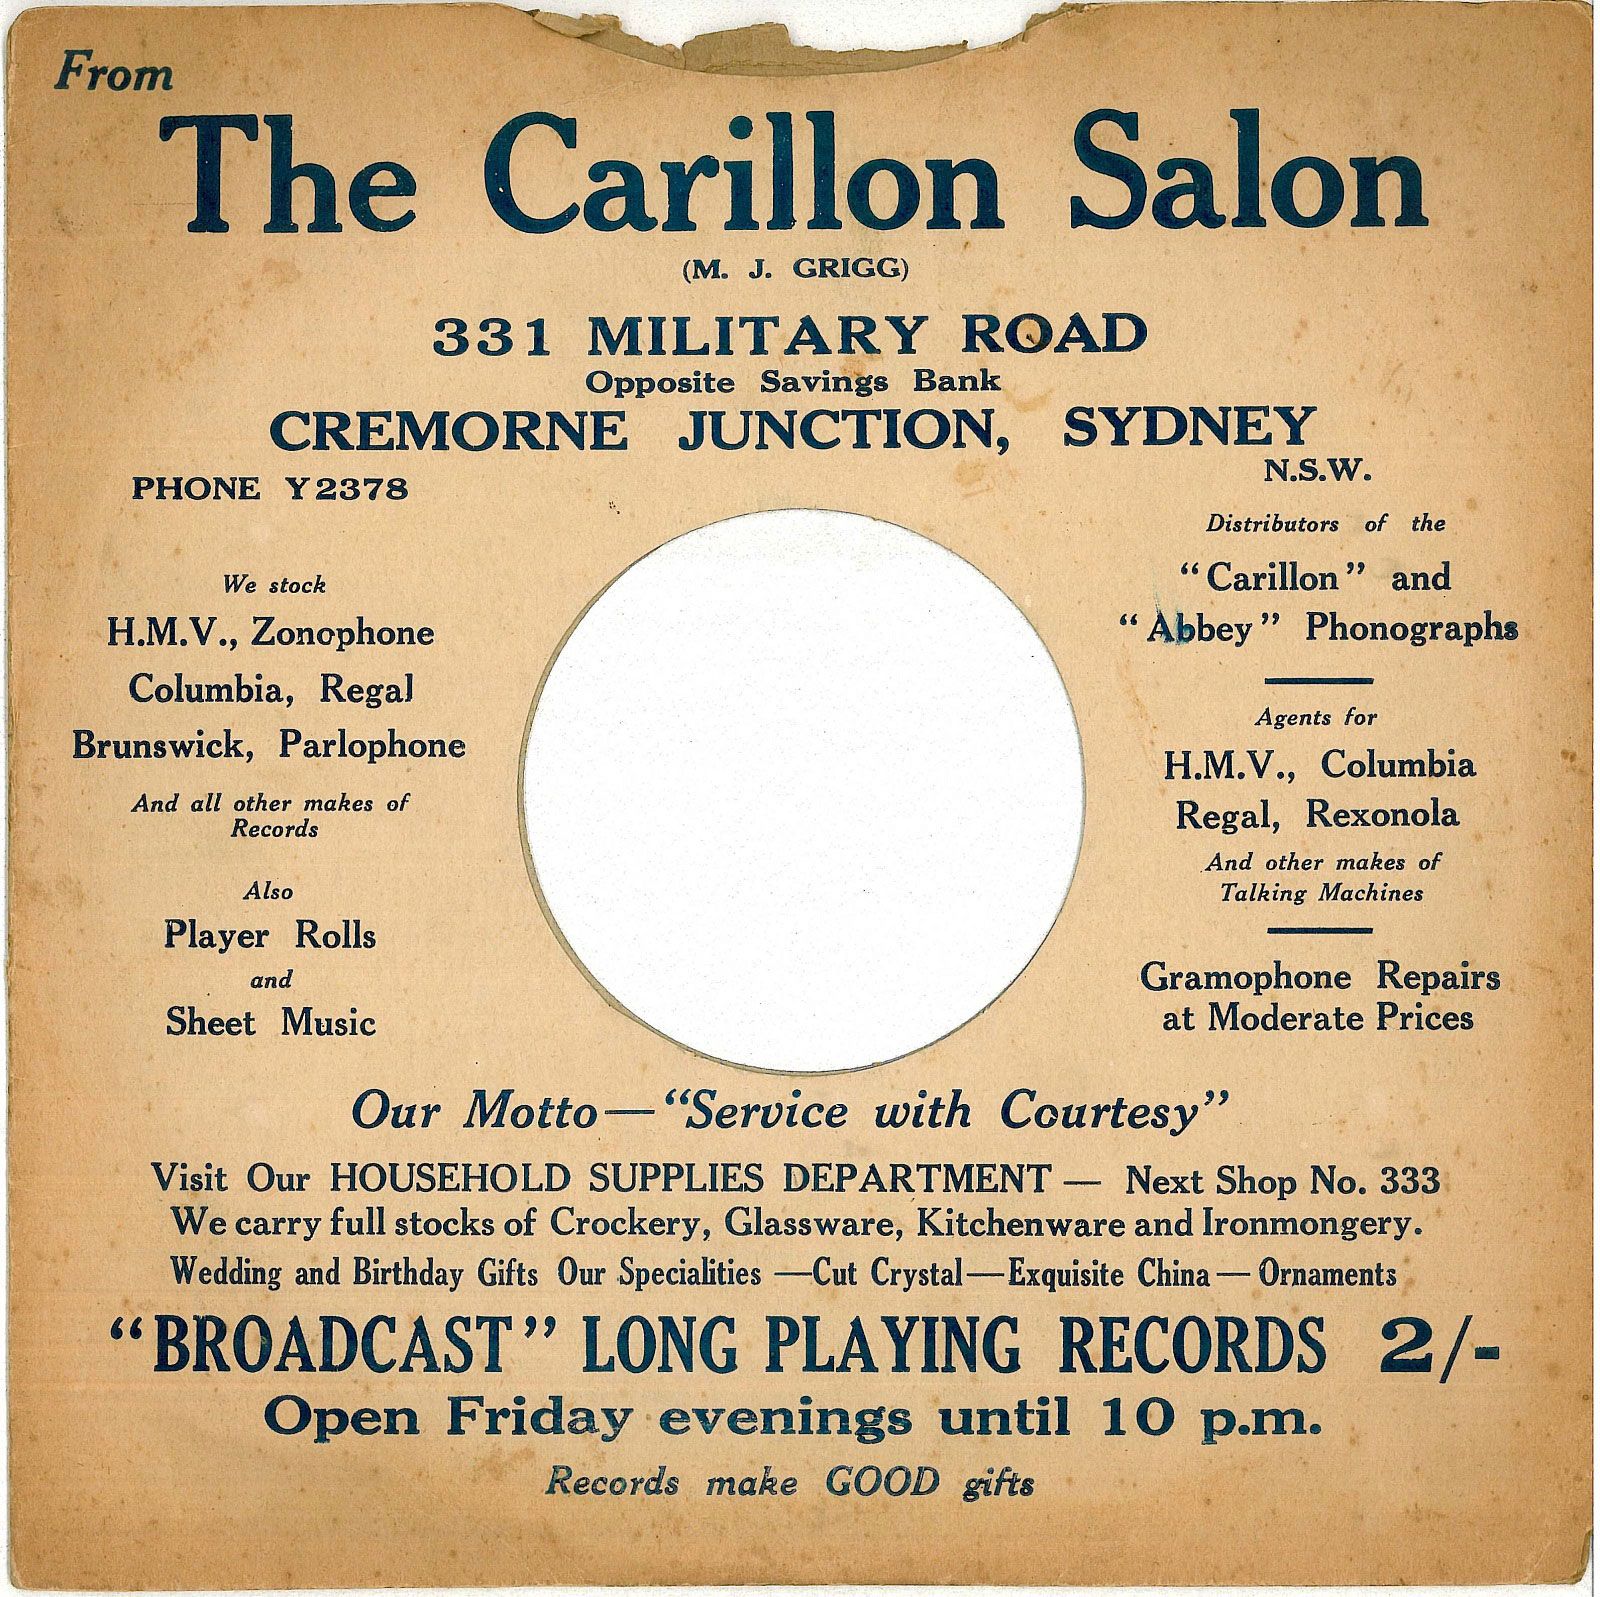 From
The Carillon Salon
(M. J. GRIGG)
331 MILITARY ROAD
Opposite Savings Bank
CREMORNE JUNCTION, SYDNEY
N.S.W.
PHONE Y2378
We stock
H.M.V., Zonophone
Columbia, Regal
Brunswick, Parlophone
And all other makes of
Records
Also
Player Rolls
and
Sheet Music
Distributors of the
“Carillon” and
“Abbey” Phonographs
Agents for
H.M.V., Columbia
Regal, Rexonola
And other makes of
Talking Machines
Gramophone Repairs
at Moderate Prices
Our Motto—“Service with Courtesy”
Visit Our HOUSEHOLD SUPPLIES DEPARTMENT — Next Shop No. 333
We carry full stocks of Crockery, Glassware, Kitchenware and Ironmongery.
Wedding and Birthday Gifts Our Specialities —Cut Crystal—Exquisite China—Ornaments
“BROADCAST” LONG PLAYING RECORDS 2/-
Open Friday evenings until 10 p.m.
Records make GOOD gifts